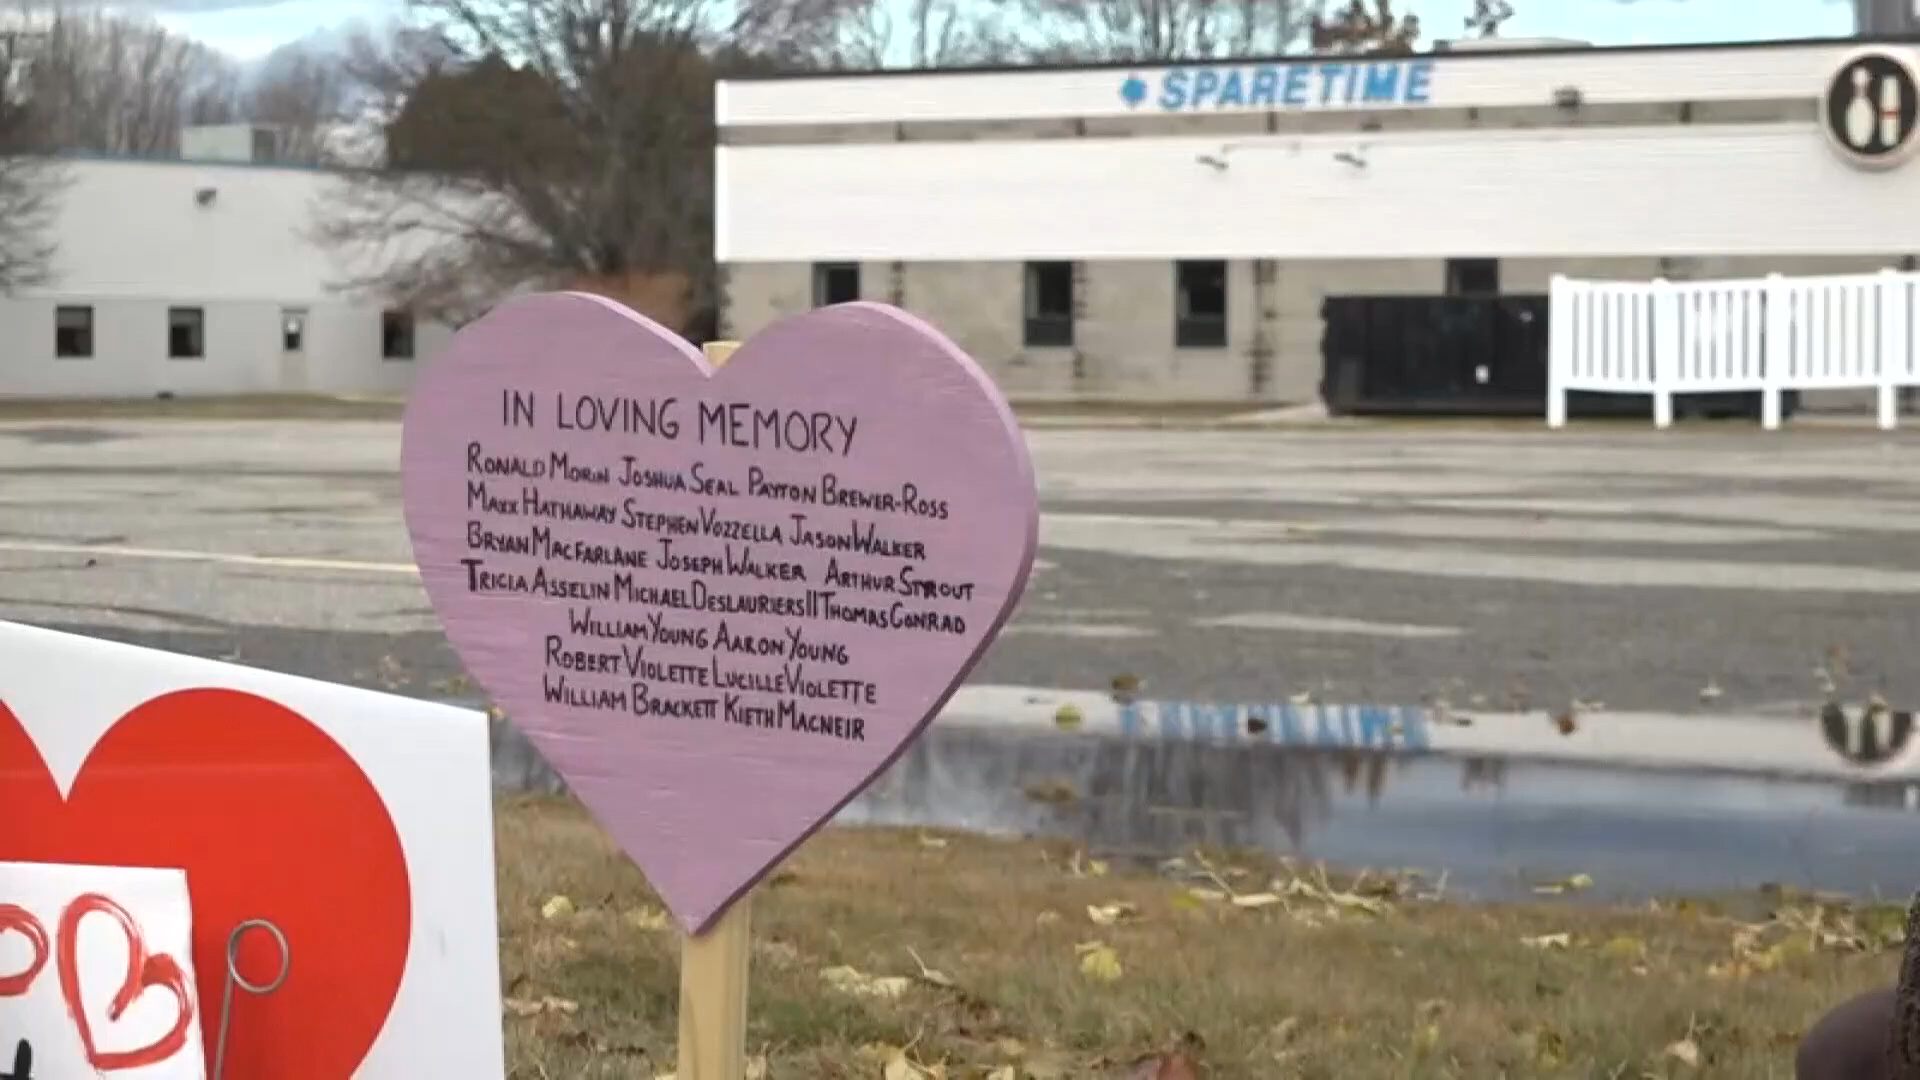 SPARETIME
IN LOVING MEMORY
RONALD MORIN JOSHUA SEAL PAYTON BREWER-ROSS
MAXX HATHAWAY STEPHEN VOZZELLA JASON WALKER
BRYAN MACFARLANE JOSEPH WALKER ARTHUR STROUT
TRICIA ASSELIN MICHAEL DESLAURIERS II THOMAS CONRAD
WILLIAM YOUNG AARON YOUNG
ROBERT VIOLETTE LUCILLE VIOLETTE
WILLIAM BRACKETT KIETH MACNEIR